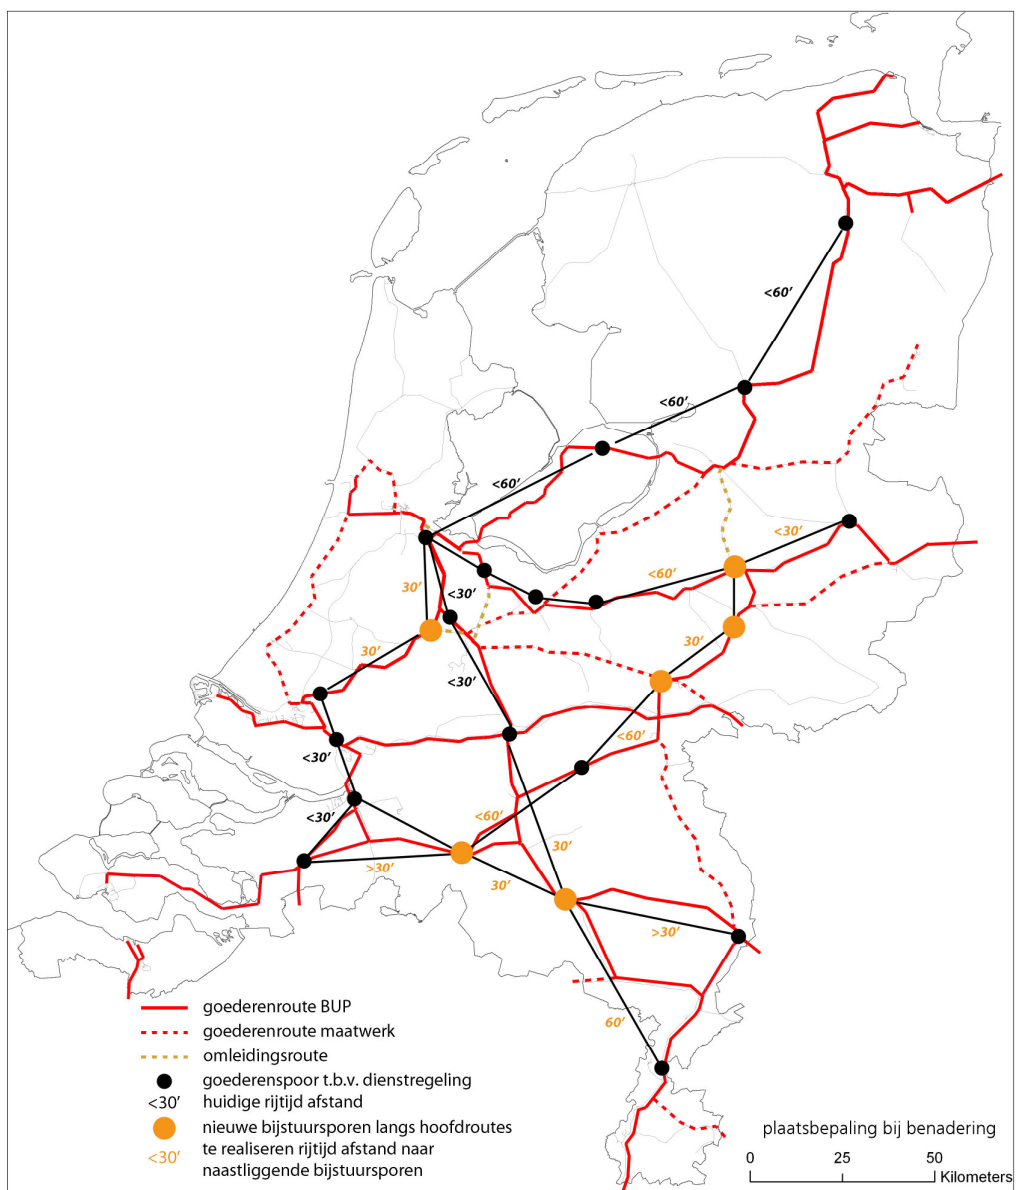 <60'
<60'
<60'
<30'
30'
<30'
<60'
30'
30'
<30'
<60'
<30'
<60'
<30'
30'
>30'
30'
>30'
60'
goederenroute BUP
goederenroute maatwerk
omleidingsroute
goederenspoor t.b.v. dienstregeling
<30' huidige rijtijd afstand
nieuwe bijstuursporen langs hoofdroutes
<30' te realiseren rijtijd afstand naar
naastliggende bijstuursporen
plaatsbepaling bij benadering
0 25 50
Kilometers